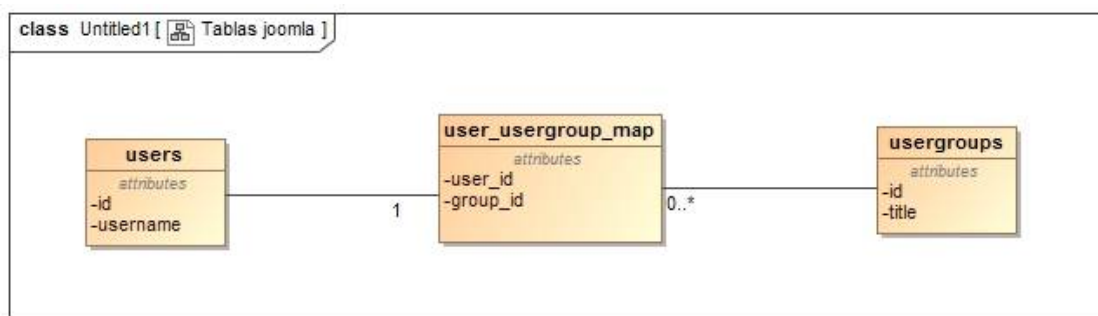 class Untitled1 [ Tablas joomla ]
users
attributes
-id
-username
1
user_usergroup_map
attributes
-user_id
-group_id
0..*
usergroups
attributes
-id
-title